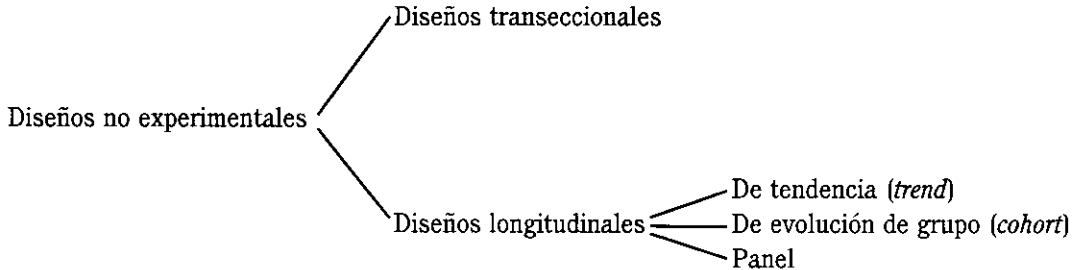 Diseños transeccionales
Diseños no experimentales
Diseños longitudinales
De tendencia (trend)
De evolución de grupo (cohort)
Panel